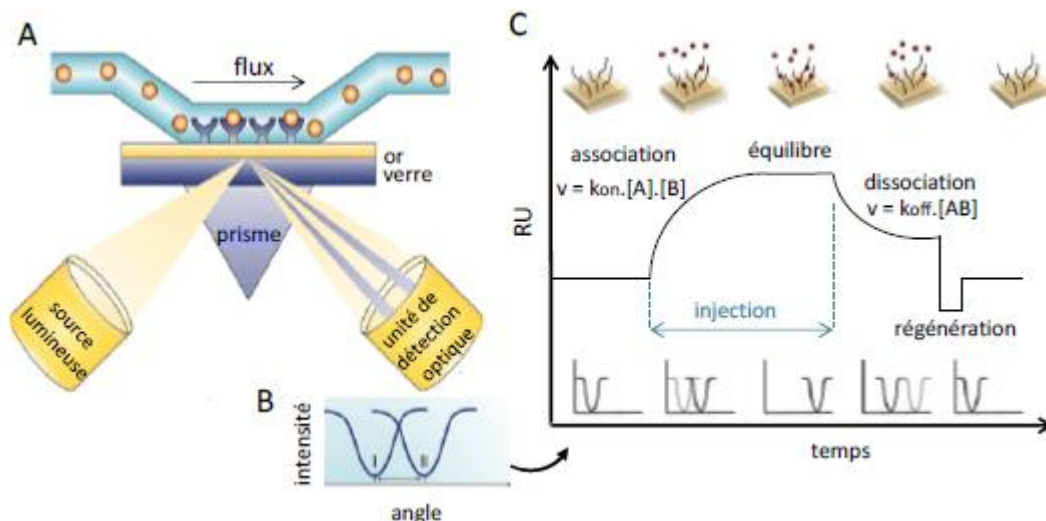 A
flux
or
verre
prisme
source
lumineuse
unité de
détection
optique
B
intensité
I
II
angle
C
RU
association
v = kon.[A].[B]
équilibre
dissociation
v = koff.[AB]
injection
régénération
temps